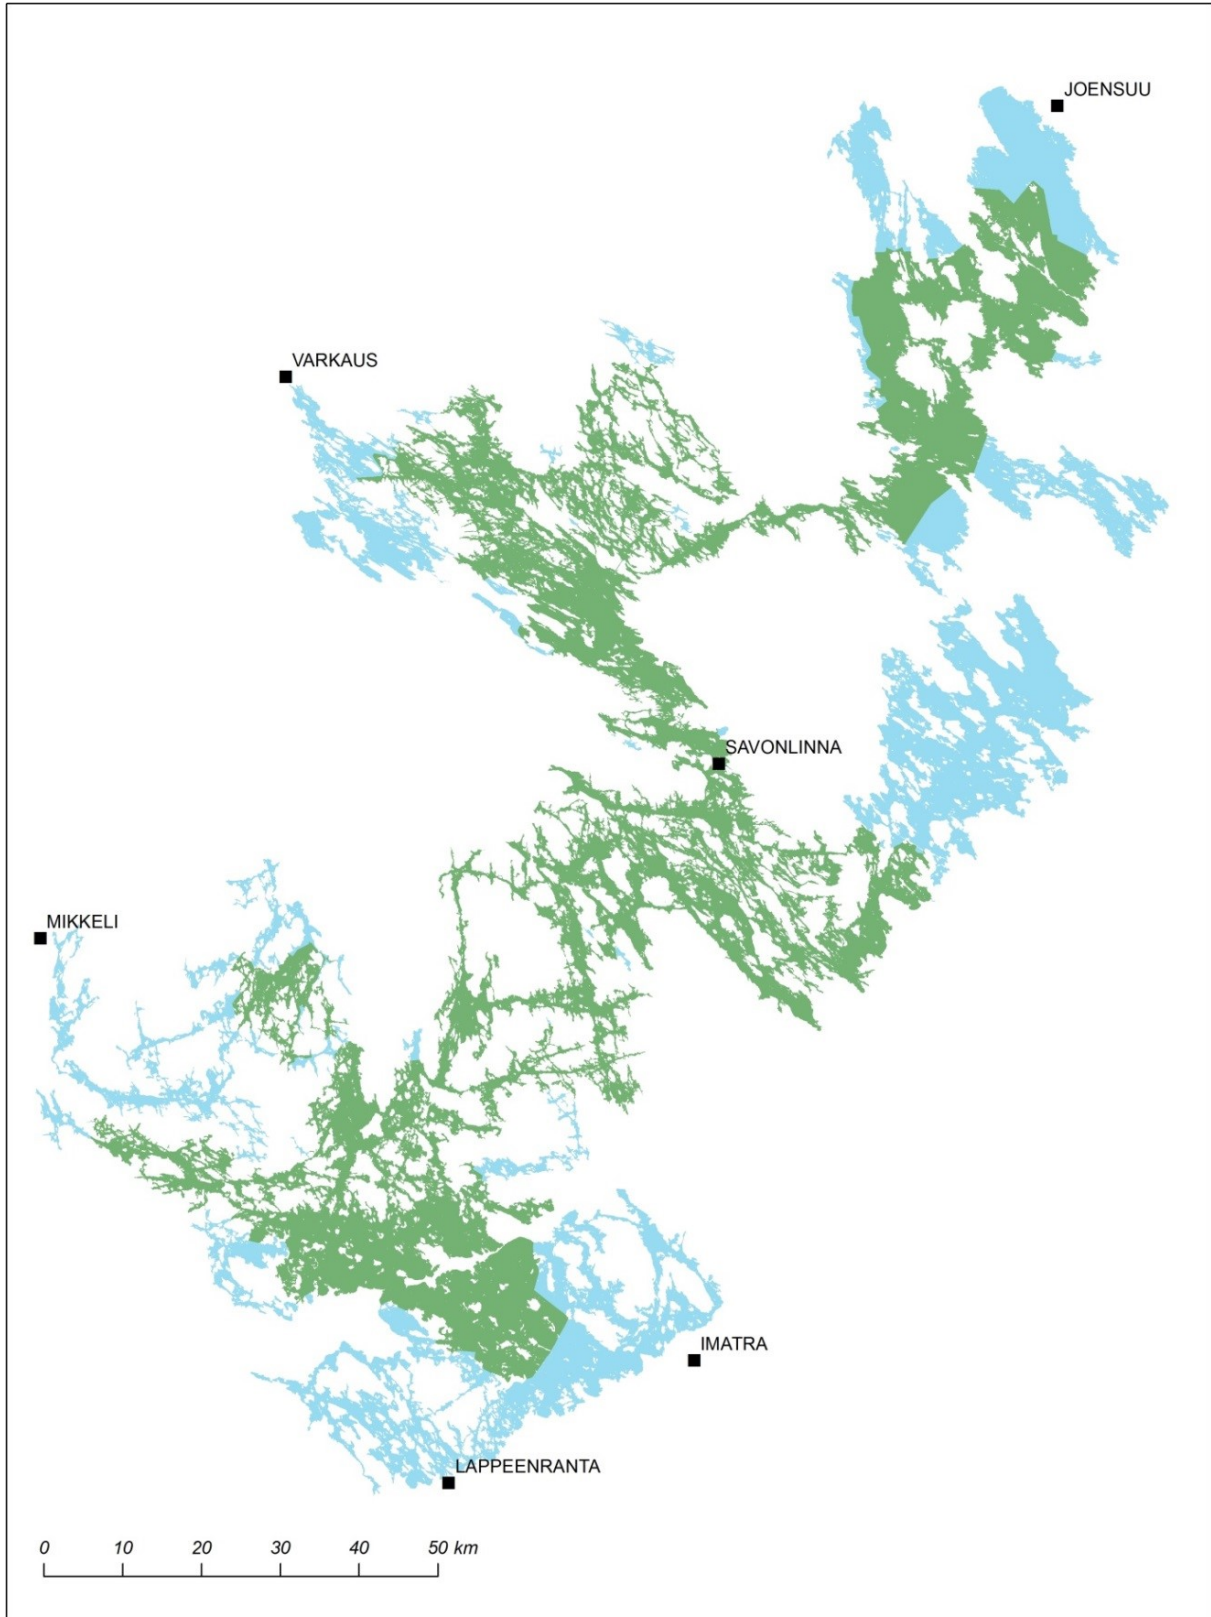 JOENSUU
VARKAUS
SAVONLINNA
MIKKELI
IMATRA
LAPPEENRANTA
0 10 20 30 40 50 km